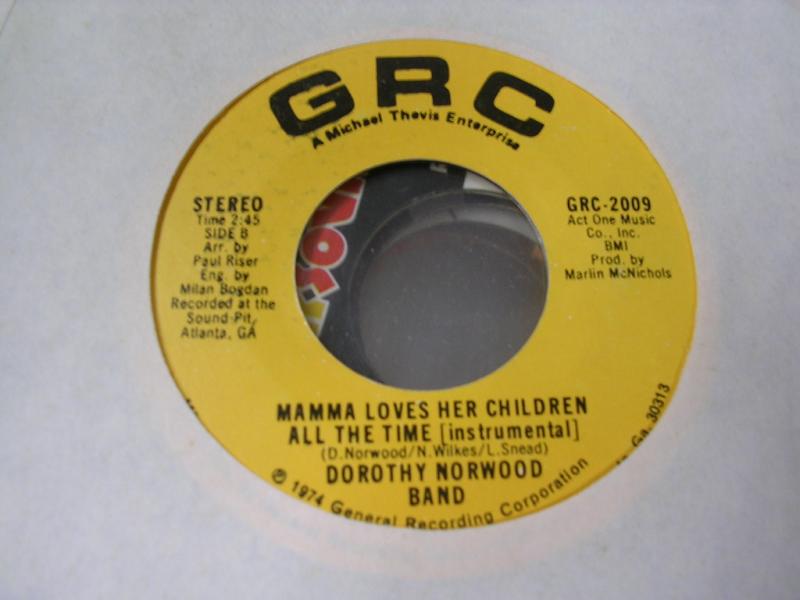 GRC
A Michael Thevis Enterprise
STEREO
Time 2:45
SIDE B
Arr. by
Paul Riser
Eng. by
Milan Bogdan
Recorded at the
Sound-Pit,
Atlanta, GA
GRC-2009
Act One Music
Co., Inc.
BMI
Prod. by
Marlin McNichols
MAMMA LOVES HER CHILDREN
ALL THE TIME [instrumental]
(D. Norwood/N. Wilkes/L. Snead)
DOROTHY NORWOOD
BAND
℗ 1974 General Recording Corporation
Ga. 30313